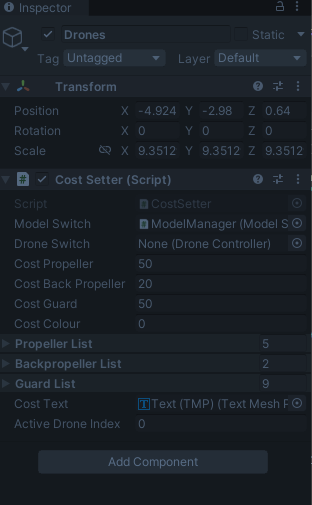 Inspector
Drones
Static
Tag Untagged Layer Default
Transform
Position X -4.924 Y -2.98 Z 0.64
Rotation X 0 Y 0 Z 0
Scale X 9.3512 Y 9.3512 Z 9.3512
# Cost Setter (Script)
Script # CostSetter
Model Switch # ModelManager (Model S
Drone Switch None (Drone Controller)
Cost Propeller 50
Cost Back Propeller 20
Cost Guard 50
Cost Colour 0
Propeller List 5
Backpropeller List 2
Guard List 9
Cost Text T Text (TMP) (Text Mesh P
Active Drone Index 0
Add Component